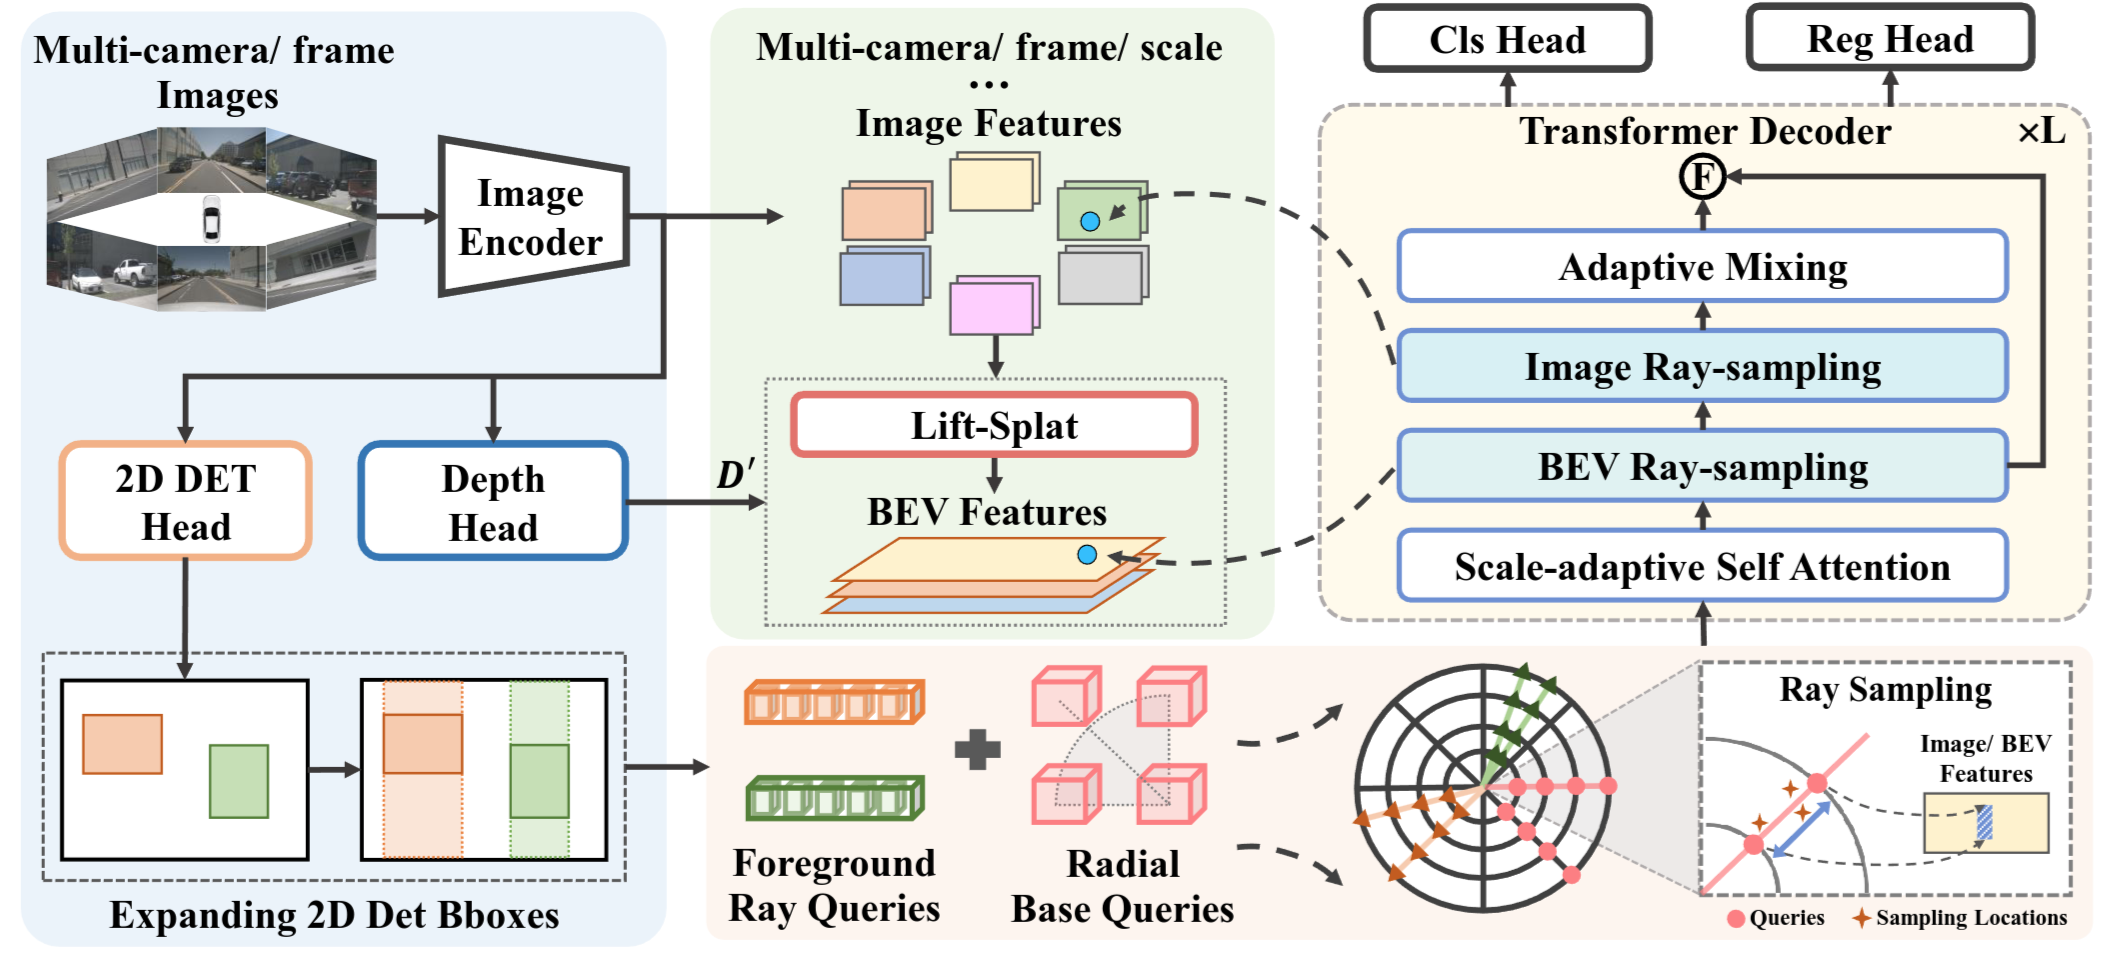 Multi-camera/ frame
Images
Image
Encoder
2D DET
Head
Depth
Head
D′
Expanding 2D Det Bboxes
Multi-camera/ frame/ scale
...
Image Features
Lift-Splat
BEV Features
Cls Head
Reg Head
Transformer Decoder
×L
F
Adaptive Mixing
Image Ray-sampling
BEV Ray-sampling
Scale-adaptive Self Attention
Foreground
Ray Queries
Radial
Base Queries
Ray Sampling
Image/ BEV
Features
Queries
Sampling Locations